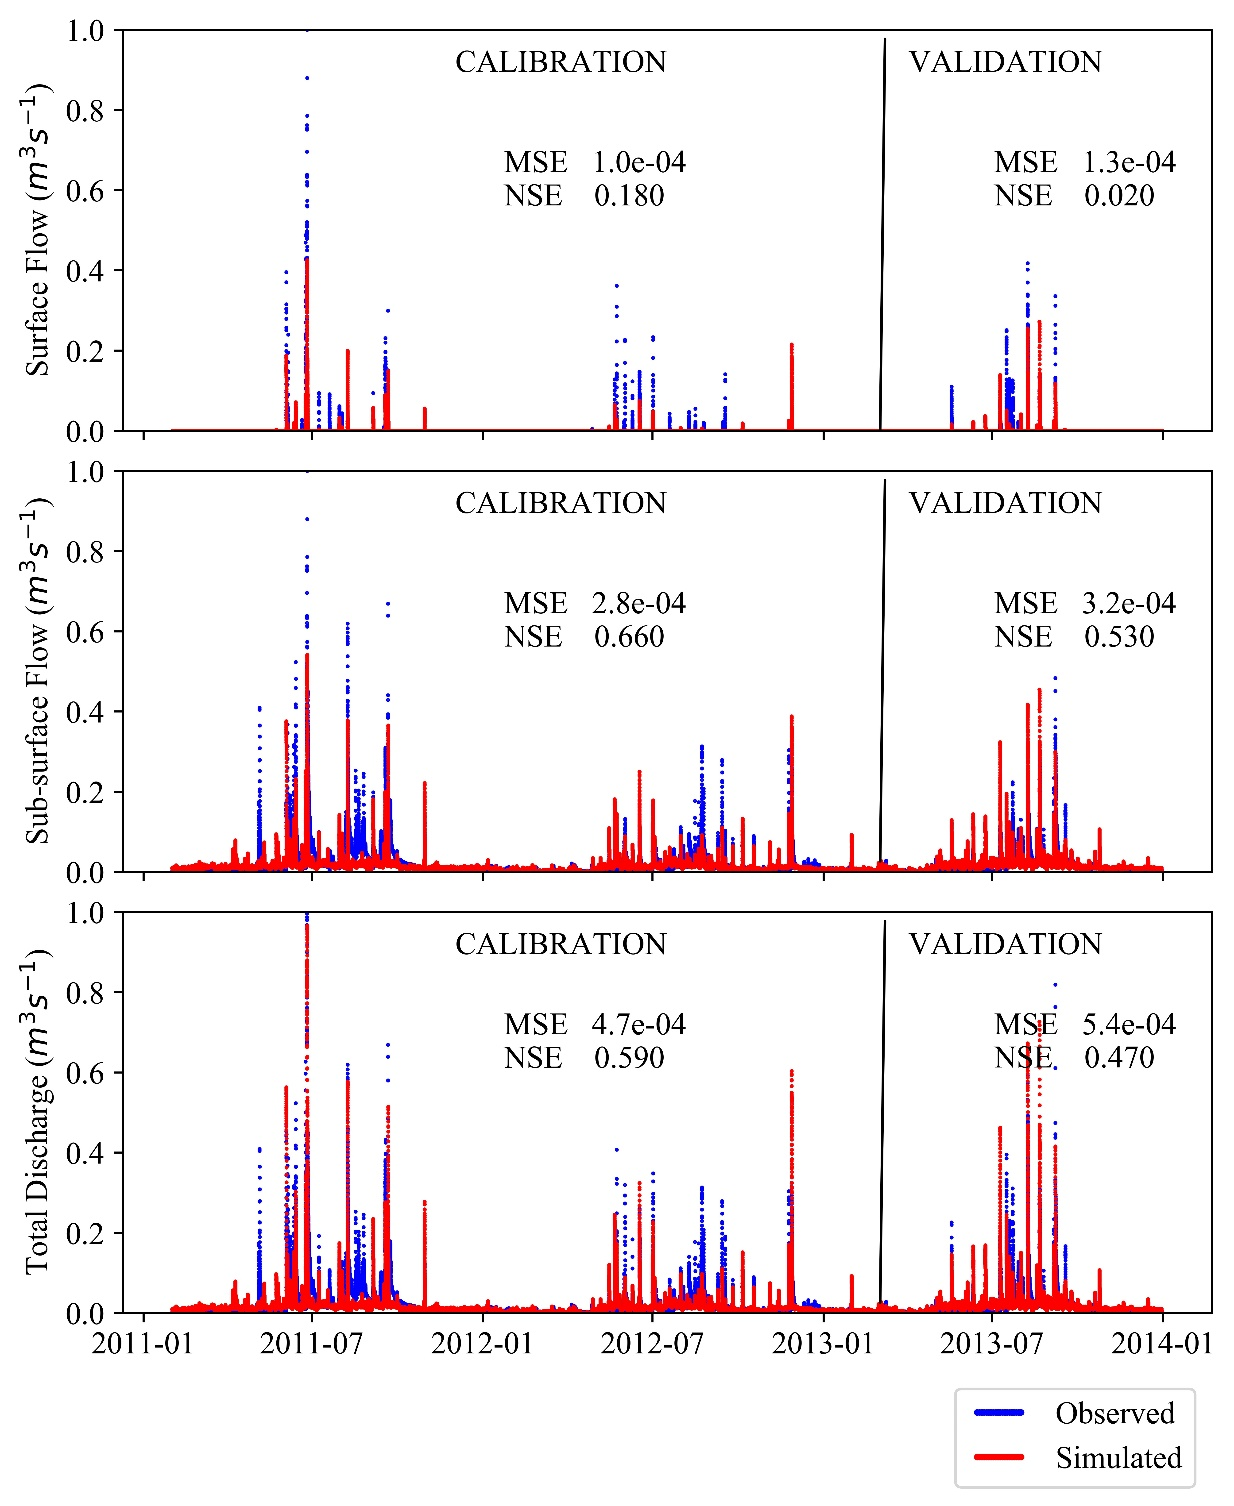 CALIBRATION VALIDATION
MSE 1.0e-04 MSE 1.3e-04
NSE 0.180 NSE 0.020
Surface Flow (m³s⁻¹)
1.0
0.8
0.6
0.4
0.2
0.0
CALIBRATION VALIDATION
MSE 2.8e-04 MSE 3.2e-04
NSE 0.660 NSE 0.530
Sub-surface Flow (m³s⁻¹)
1.0
0.8
0.6
0.4
0.2
0.0
CALIBRATION VALIDATION
MSE 4.7e-04 MSE 5.4e-04
NSE 0.590 NSE 0.470
Total Discharge (m³s⁻¹)
1.0
0.8
0.6
0.4
0.2
0.0
2011-01 2011-07 2012-01 2012-07 2013-01 2013-07 2014-01
Observed
Simulated